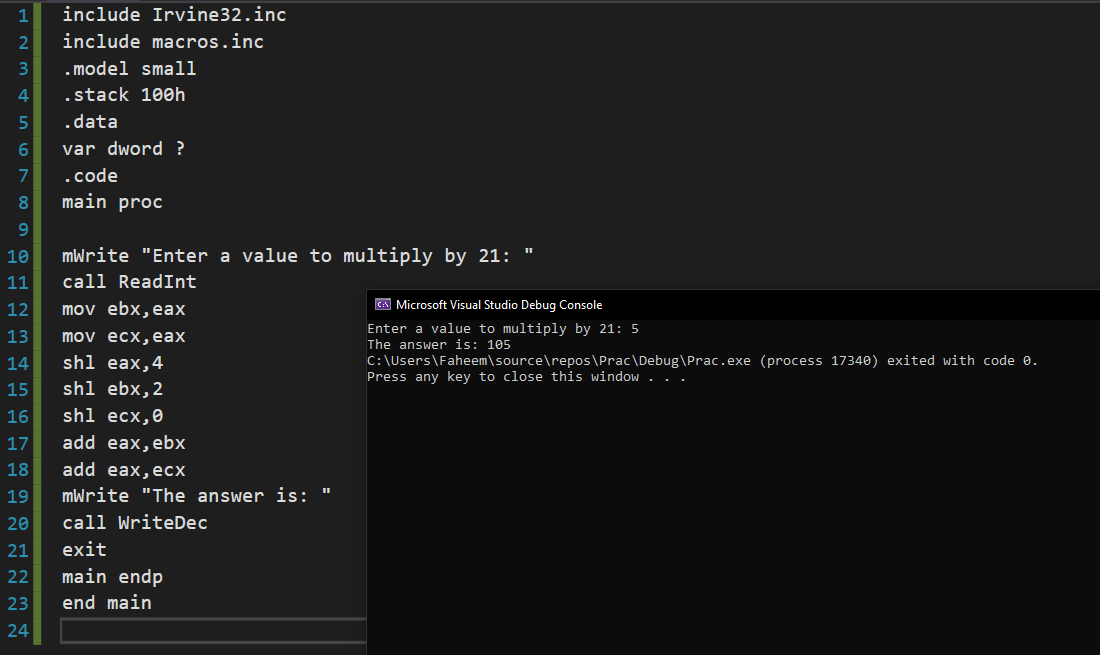 1 include Irvine32.inc
2 include macros.inc
3 .model small
4 .stack 100h
5 .data
6 var dword ?
7 .code
8 main proc
9
10 mWrite "Enter a value to multiply by 21: "
11 call ReadInt
12 mov ebx,eax
13 mov ecx,eax
14 shl eax,4
15 shl ebx,2
16 shl ecx,0
17 add eax,ebx
18 add eax,ecx
19 mWrite "The answer is: "
20 call WriteDec
21 exit
22 main endp
23 end main
24
Microsoft Visual Studio Debug Console
Enter a value to multiply by 21: 5
The answer is: 105
C:\Users\Faheem\source\repos\Prac\Debug\Prac.exe (process 17340) exited with code 0.
Press any key to close this window . . .